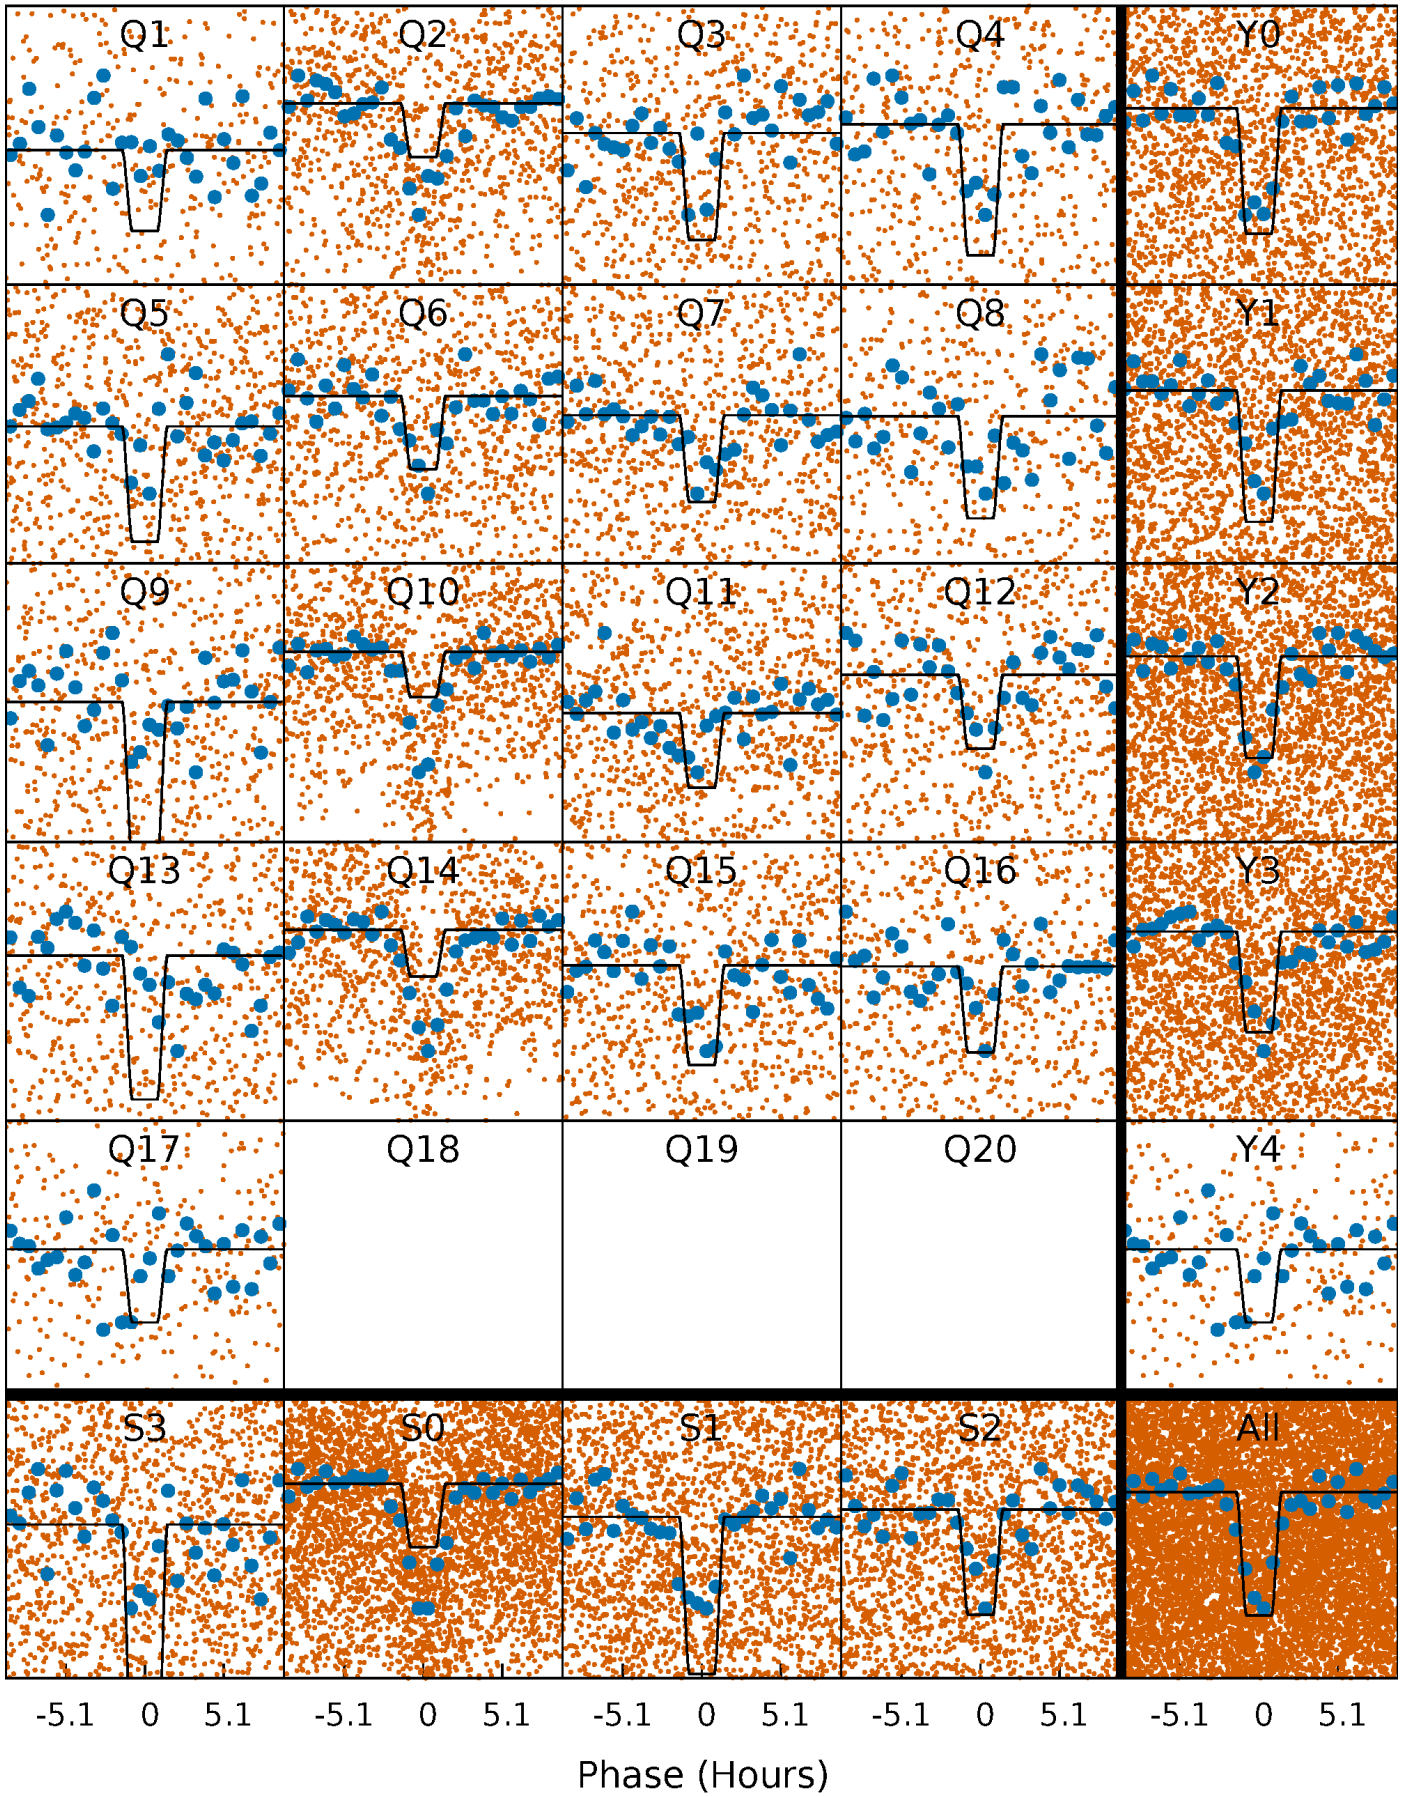 Q1 Q2 Q3 Q4 Y0
Q5 Q6 Q7 Q8 Y1
Q9 Q10 Q11 Q12 Y2
Q13 Q14 Q15 Q16 Y3
Q17 Q18 Q19 Q20 Y4
S3 S0 S1 S2 All
-5.1 0 5.1 -5.1 0 5.1 -5.1 0 5.1 -5.1 0 5.1 -5.1 0 5.1
Phase (Hours)